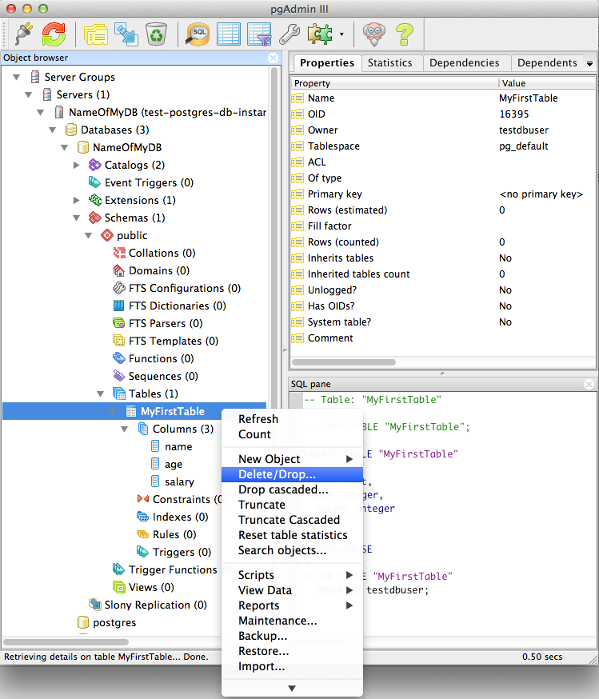 pgAdmin III
SQL
Object browser
Server Groups
Servers (1)
NameOfMyDB (test-postgres-db-instan
Databases (3)
NameOfMyDB
Catalogs (2)
Event Triggers (0)
Extensions (1)
Schemas (1)
public
Collations (0)
Domains (0)
FTS Configurations (0)
FTS Dictionaries (0)
FTS Parsers (0)
FTS Templates (0)
Functions (0)
Sequences (0)
Tables (1)
MyFirstTable
Columns (3)
name
age
salary
Constraints (0)
Indexes (0)
Rules (0)
Triggers (0)
Trigger Functions
Views (0)
Slony Replication (0)
postgres
Properties Statistics Dependencies Dependents
Property Value
Name MyFirstTable
OID 16395
Owner testdbuser
Tablespace pg_default
ACL
Of type
Primary key <no primary key>
Rows (estimated) 0
Fill factor
Rows (counted) 0
Inherits tables No
Inherited tables count 0
Unlogged? No
Has OIDs? No
System table? No
Comment
SQL pane
-- Table: "MyFirstTable"
LE "MyFirstTable";
LE "MyFirstTable"
teger,
nteger
SE
E "MyFirstTable"
testdbuser;
Refresh
Count
New Object
Delete/Drop...
Drop cascaded...
Truncate
Truncate Cascaded
Reset table statistics
Search objects...
Scripts
View Data
Reports
Maintenance...
Backup...
Restore...
Import...
Retrieving details on table MyFirstTable... Done.
0.50 secs